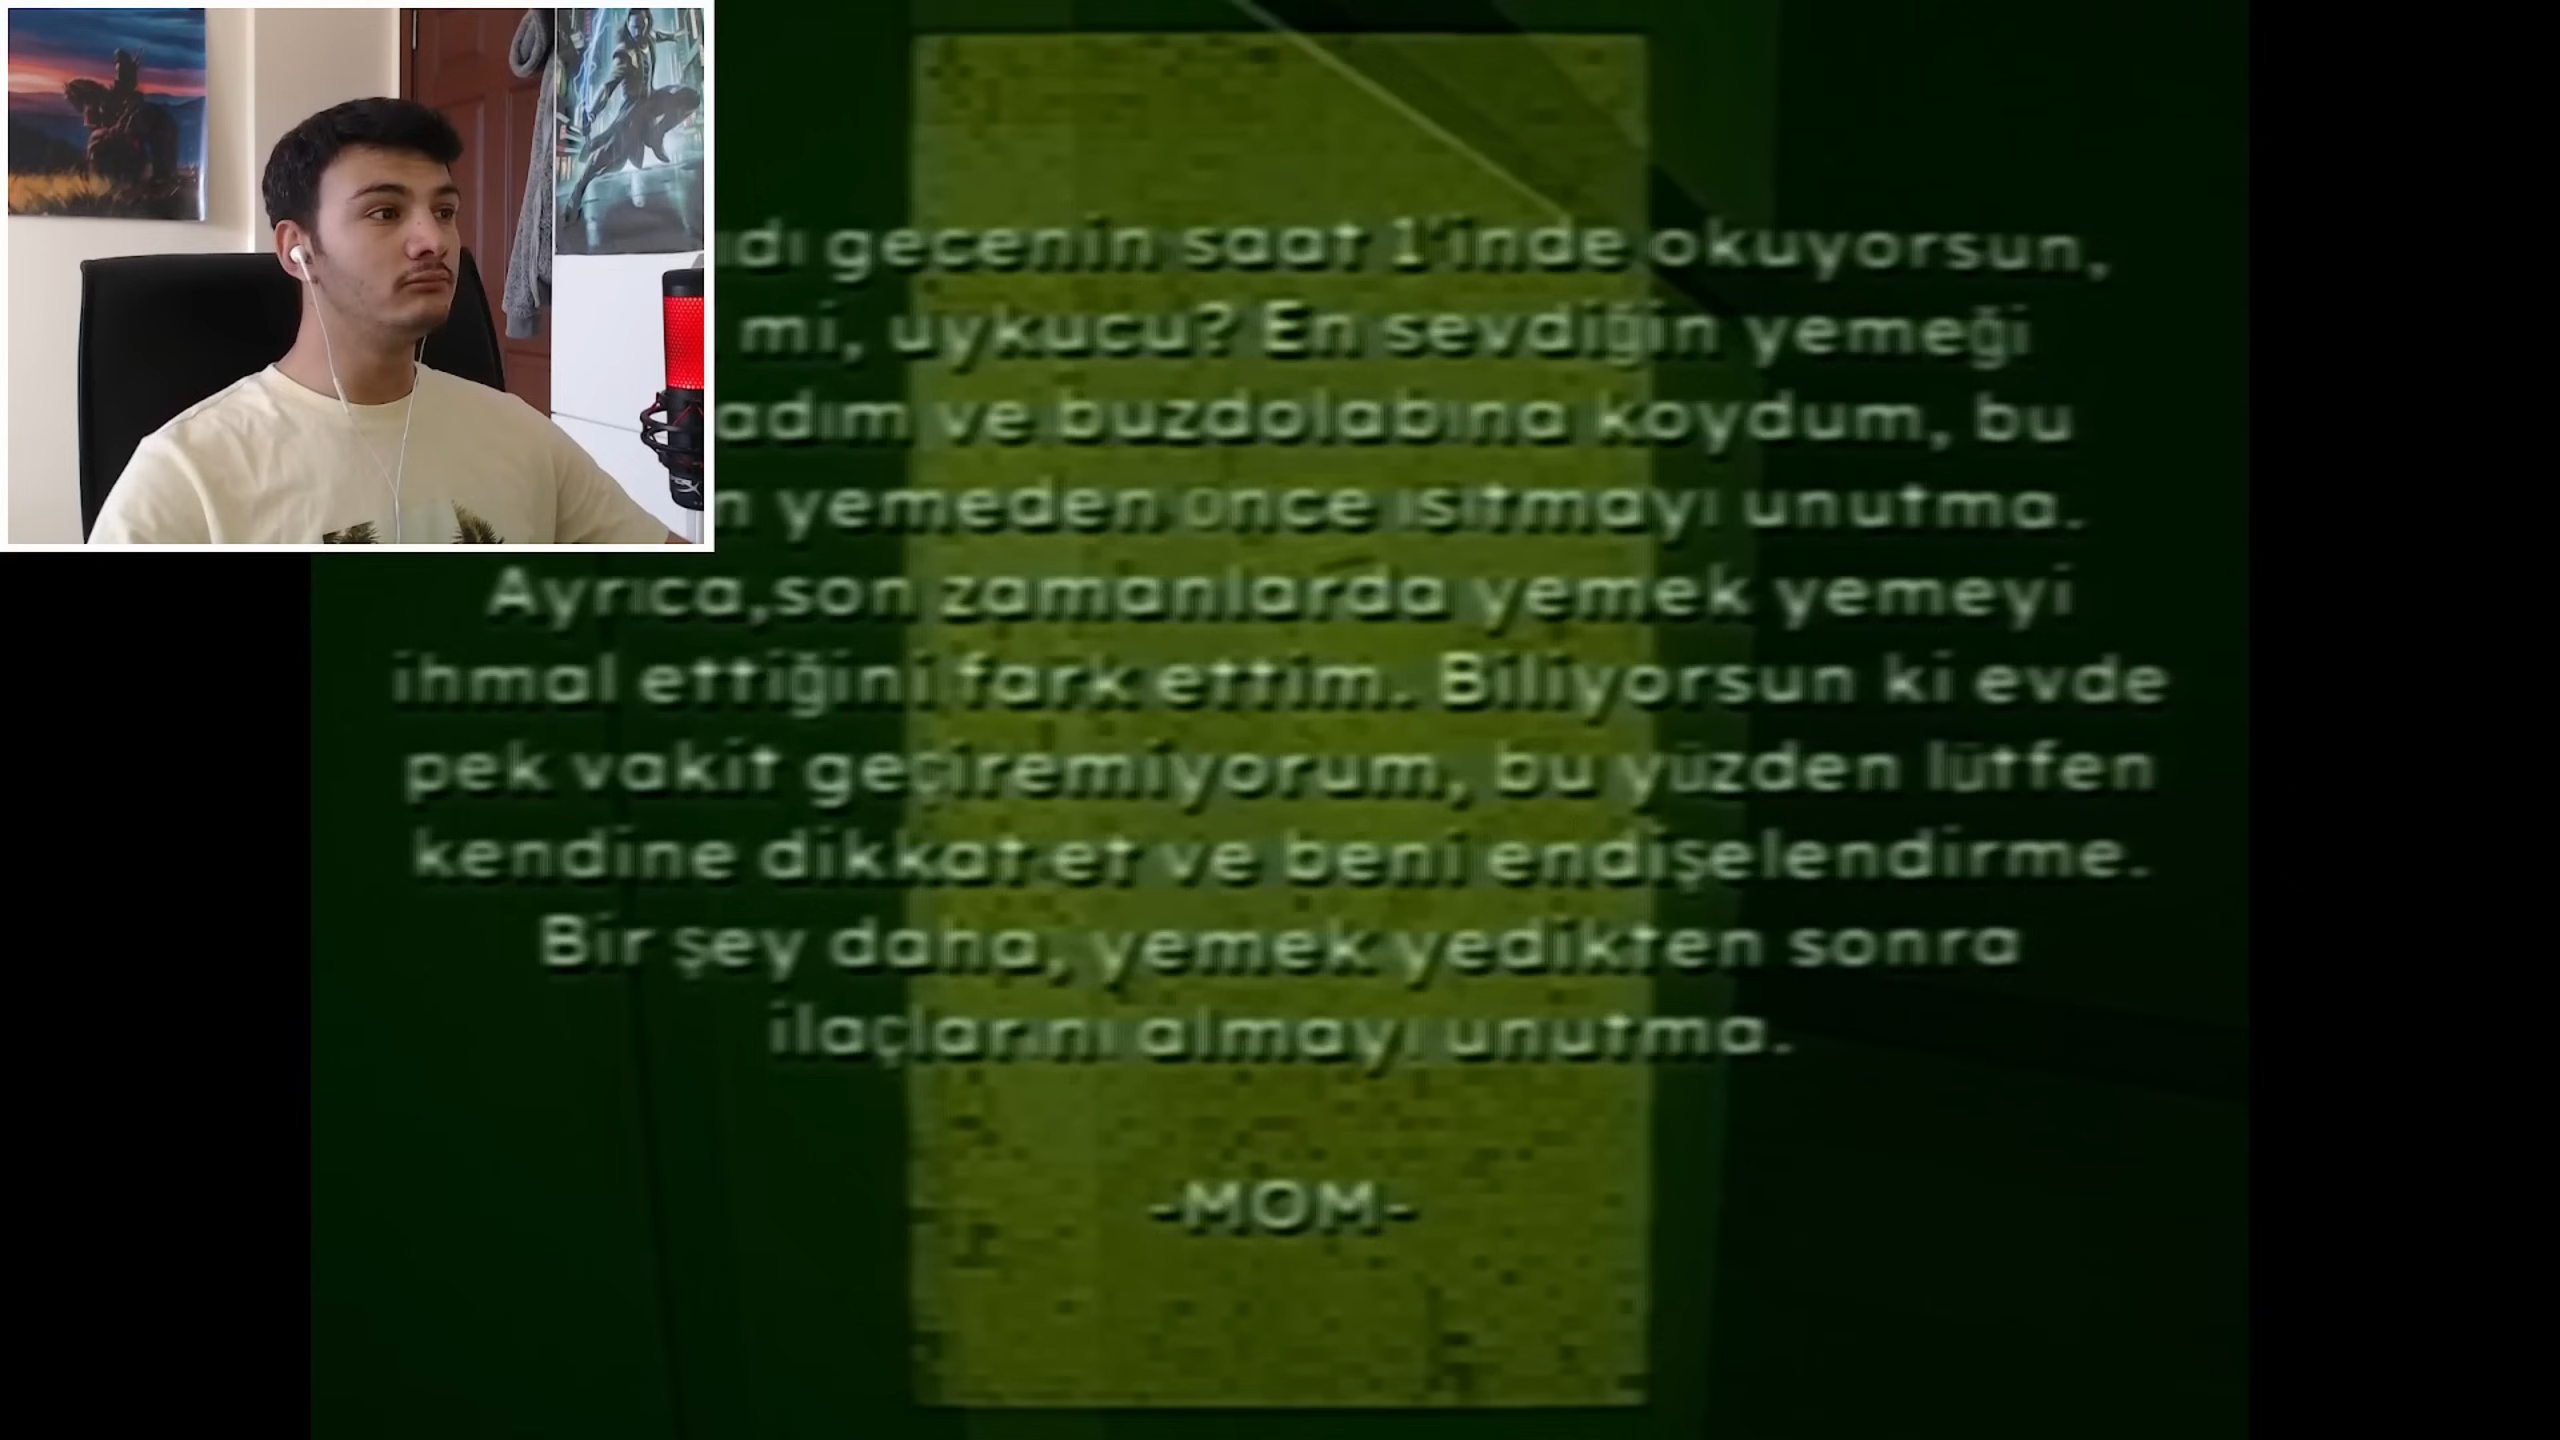 gecenin saat 1'inde okuyorsun,
mi, uykucu? En sevdiğin yemeği
ve buzdolabına koydum, bu
yemeden önce ısıtmayı unutma.
Ayrıca,son zamanlarda yemek yemeyi
ihmal ettiğini fark ettim. Biliyorsun ki evde
pek vakit geçiremiyorum, bu yüzden lütfen
kendine dikkat et ve beni endişelendirme.
Bir şey daha, yemek yedikten sonra
ilaçlarını almayı unutma.
-MOM-